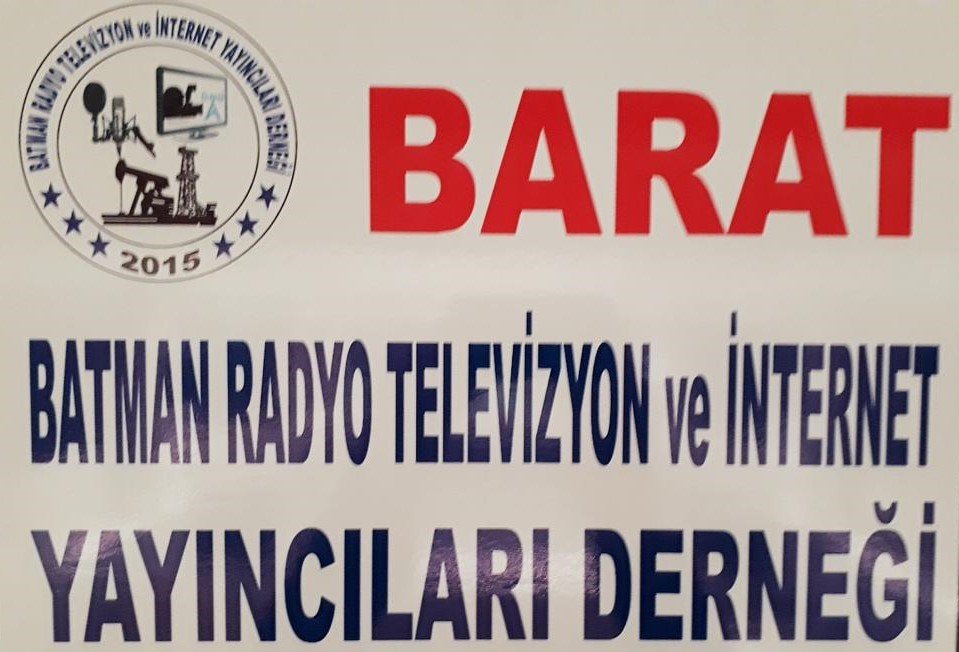 BATMAN RADYO TELEVİZYON ve İNTERNET YAYINCILARI DERNEĞİ
2015
BARAT
BATMAN RADYO TELEVİZYON ve İNTERNET
YAYINCILARI DERNEĞİ